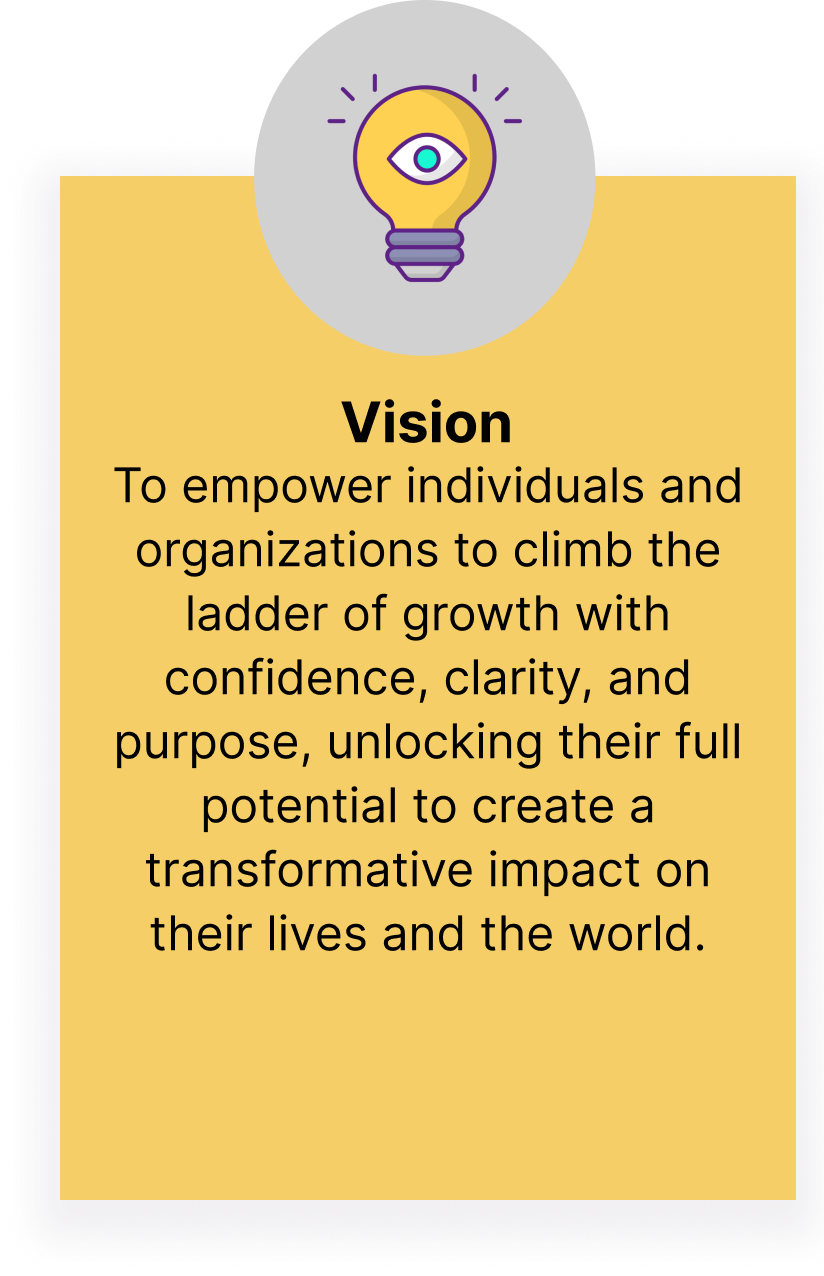 Vision
To empower individuals and
organizations to climb the
ladder of growth with
confidence, clarity, and
purpose, unlocking their full
potential to create a
transformative impact on
their lives and the world.